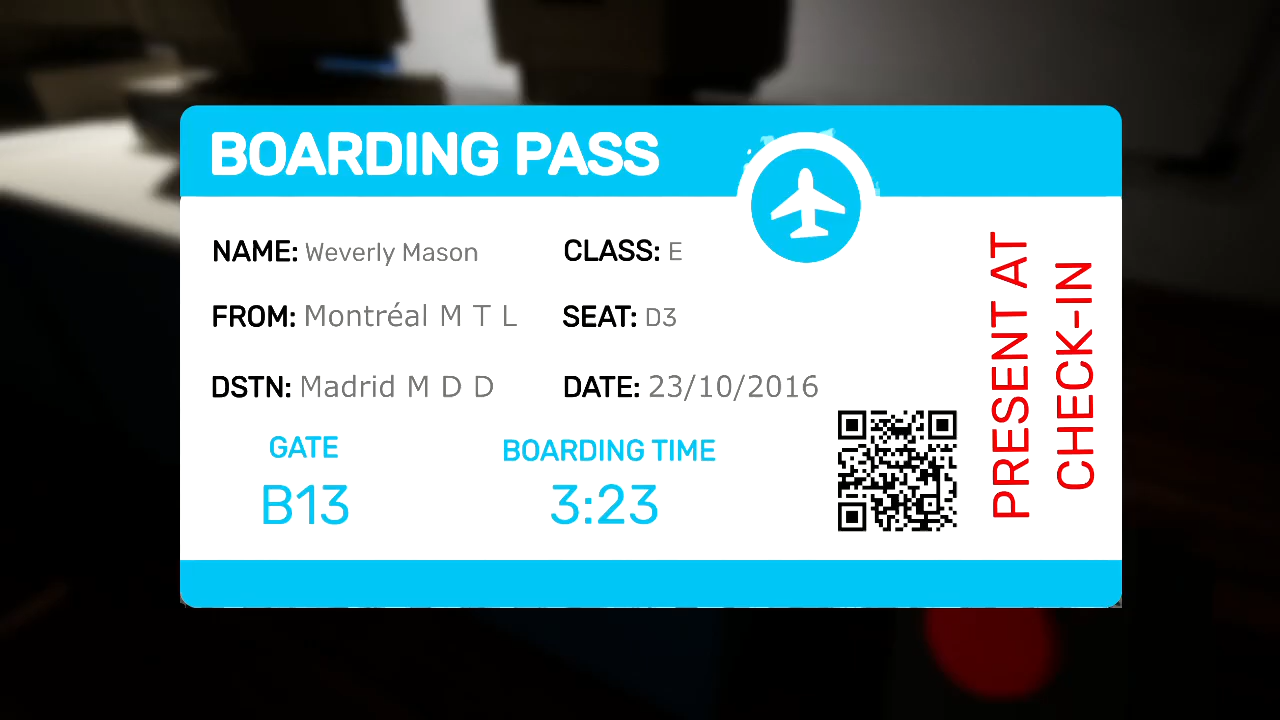 BOARDING PASS
NAME: Weverly Mason
CLASS: E
FROM: Montréal M T L
SEAT: D3
DSTN: Madrid M D D
DATE: 23/10/2016
GATE
BOARDING TIME
B13
3:23
PRESENT AT
CHECK-IN